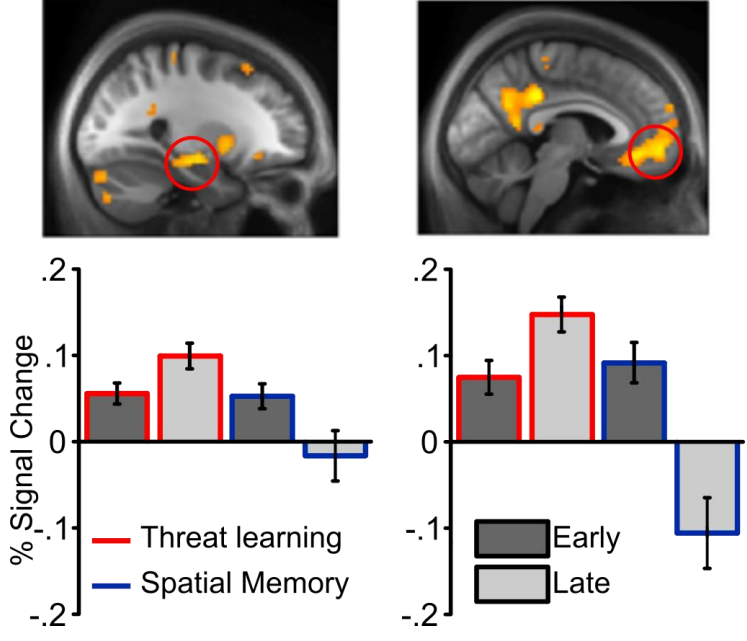 .2
.1
0
-.1
-.2
% Signal Change
Threat learning
Spatial Memory
.2
.1
0
-.1
-.2
Early
Late